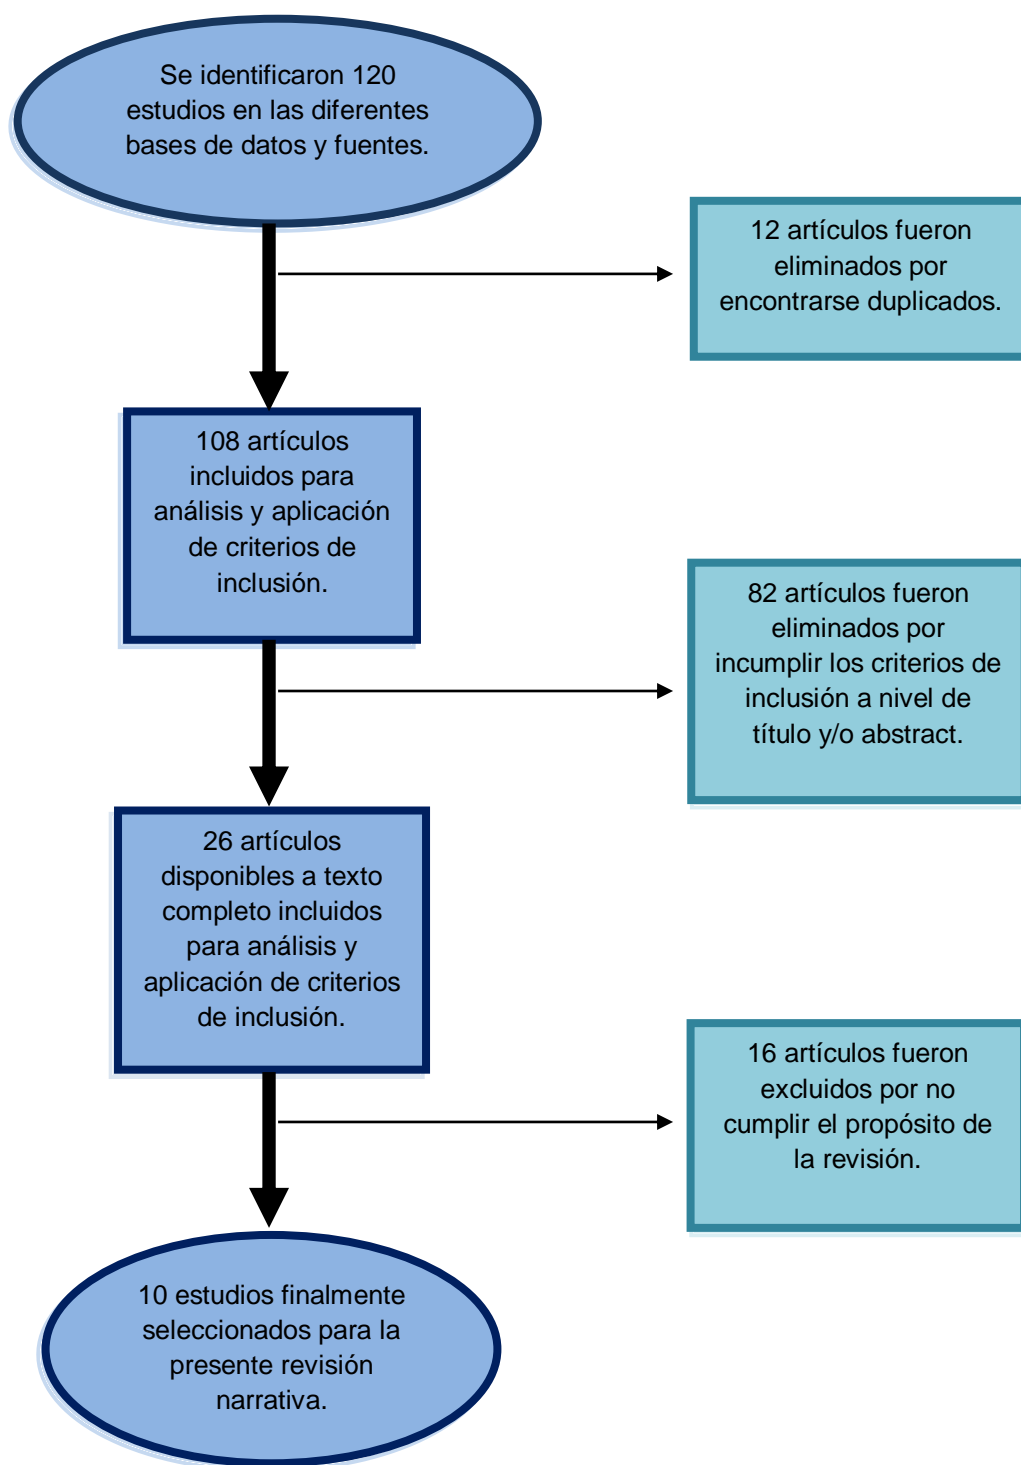 Se identificaron 120
estudios en las diferentes
bases de datos y fuentes.
12 artículos fueron
eliminados por
encontrarse duplicados.
108 artículos
incluidos para
análisis y aplicación
de criterios de
inclusión.
82 artículos fueron
eliminados por
incumplir los criterios de
inclusión a nivel de
título y/o abstract.
26 artículos
disponibles a texto
completo incluidos
para análisis y
aplicación de criterios
de inclusión.
16 artículos fueron
excluidos por no
cumplir el propósito de
la revisión.
10 estudios finalmente
seleccionados para la
presente revisión
narrativa.